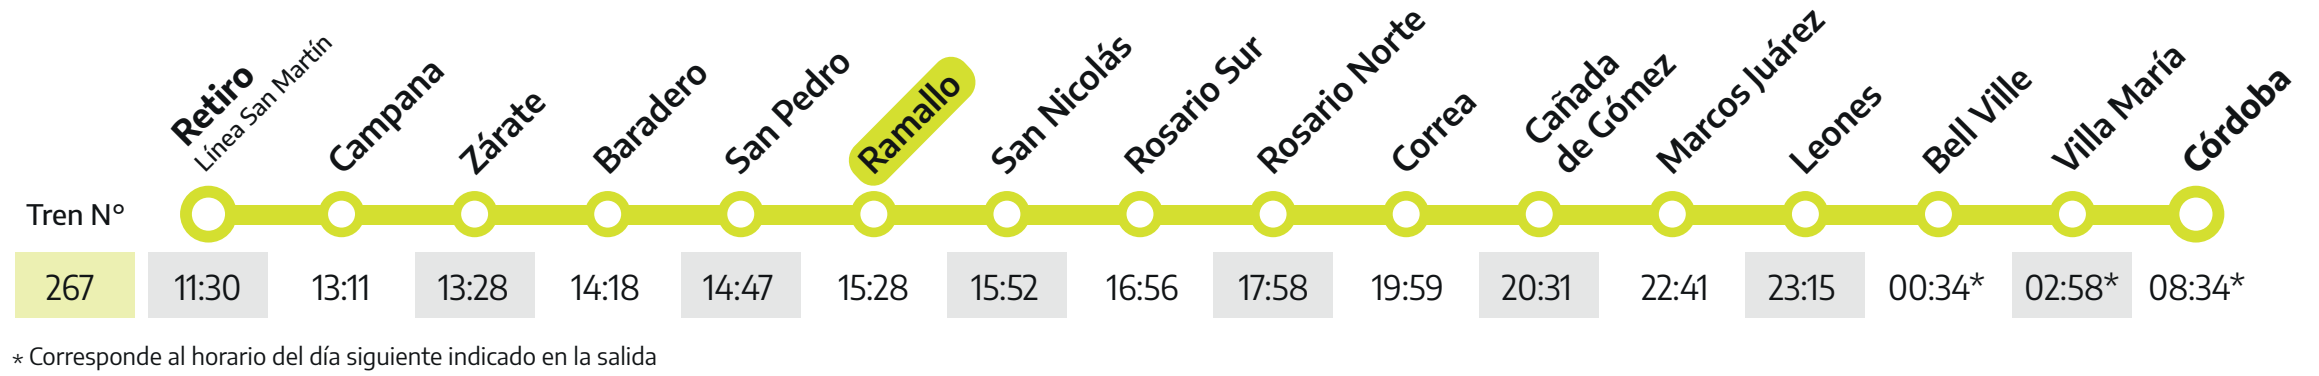 Retiro
Línea San Martín
Campana
Zárate
Baradero
San Pedro
Ramallo
San Nicolás
Rosario Sur
Rosario Norte
Correa
Cañada
de Gómez
Marcos Juárez
Leones
Bell Ville
Villa María
Córdoba
Tren N°
267 11:30 13:11 13:28 14:18 14:47 15:28 15:52 16:56 17:58 19:59 20:31 22:41 23:15 00:34* 02:58* 08:34*
* Corresponde al horario del día siguiente indicado en la salida